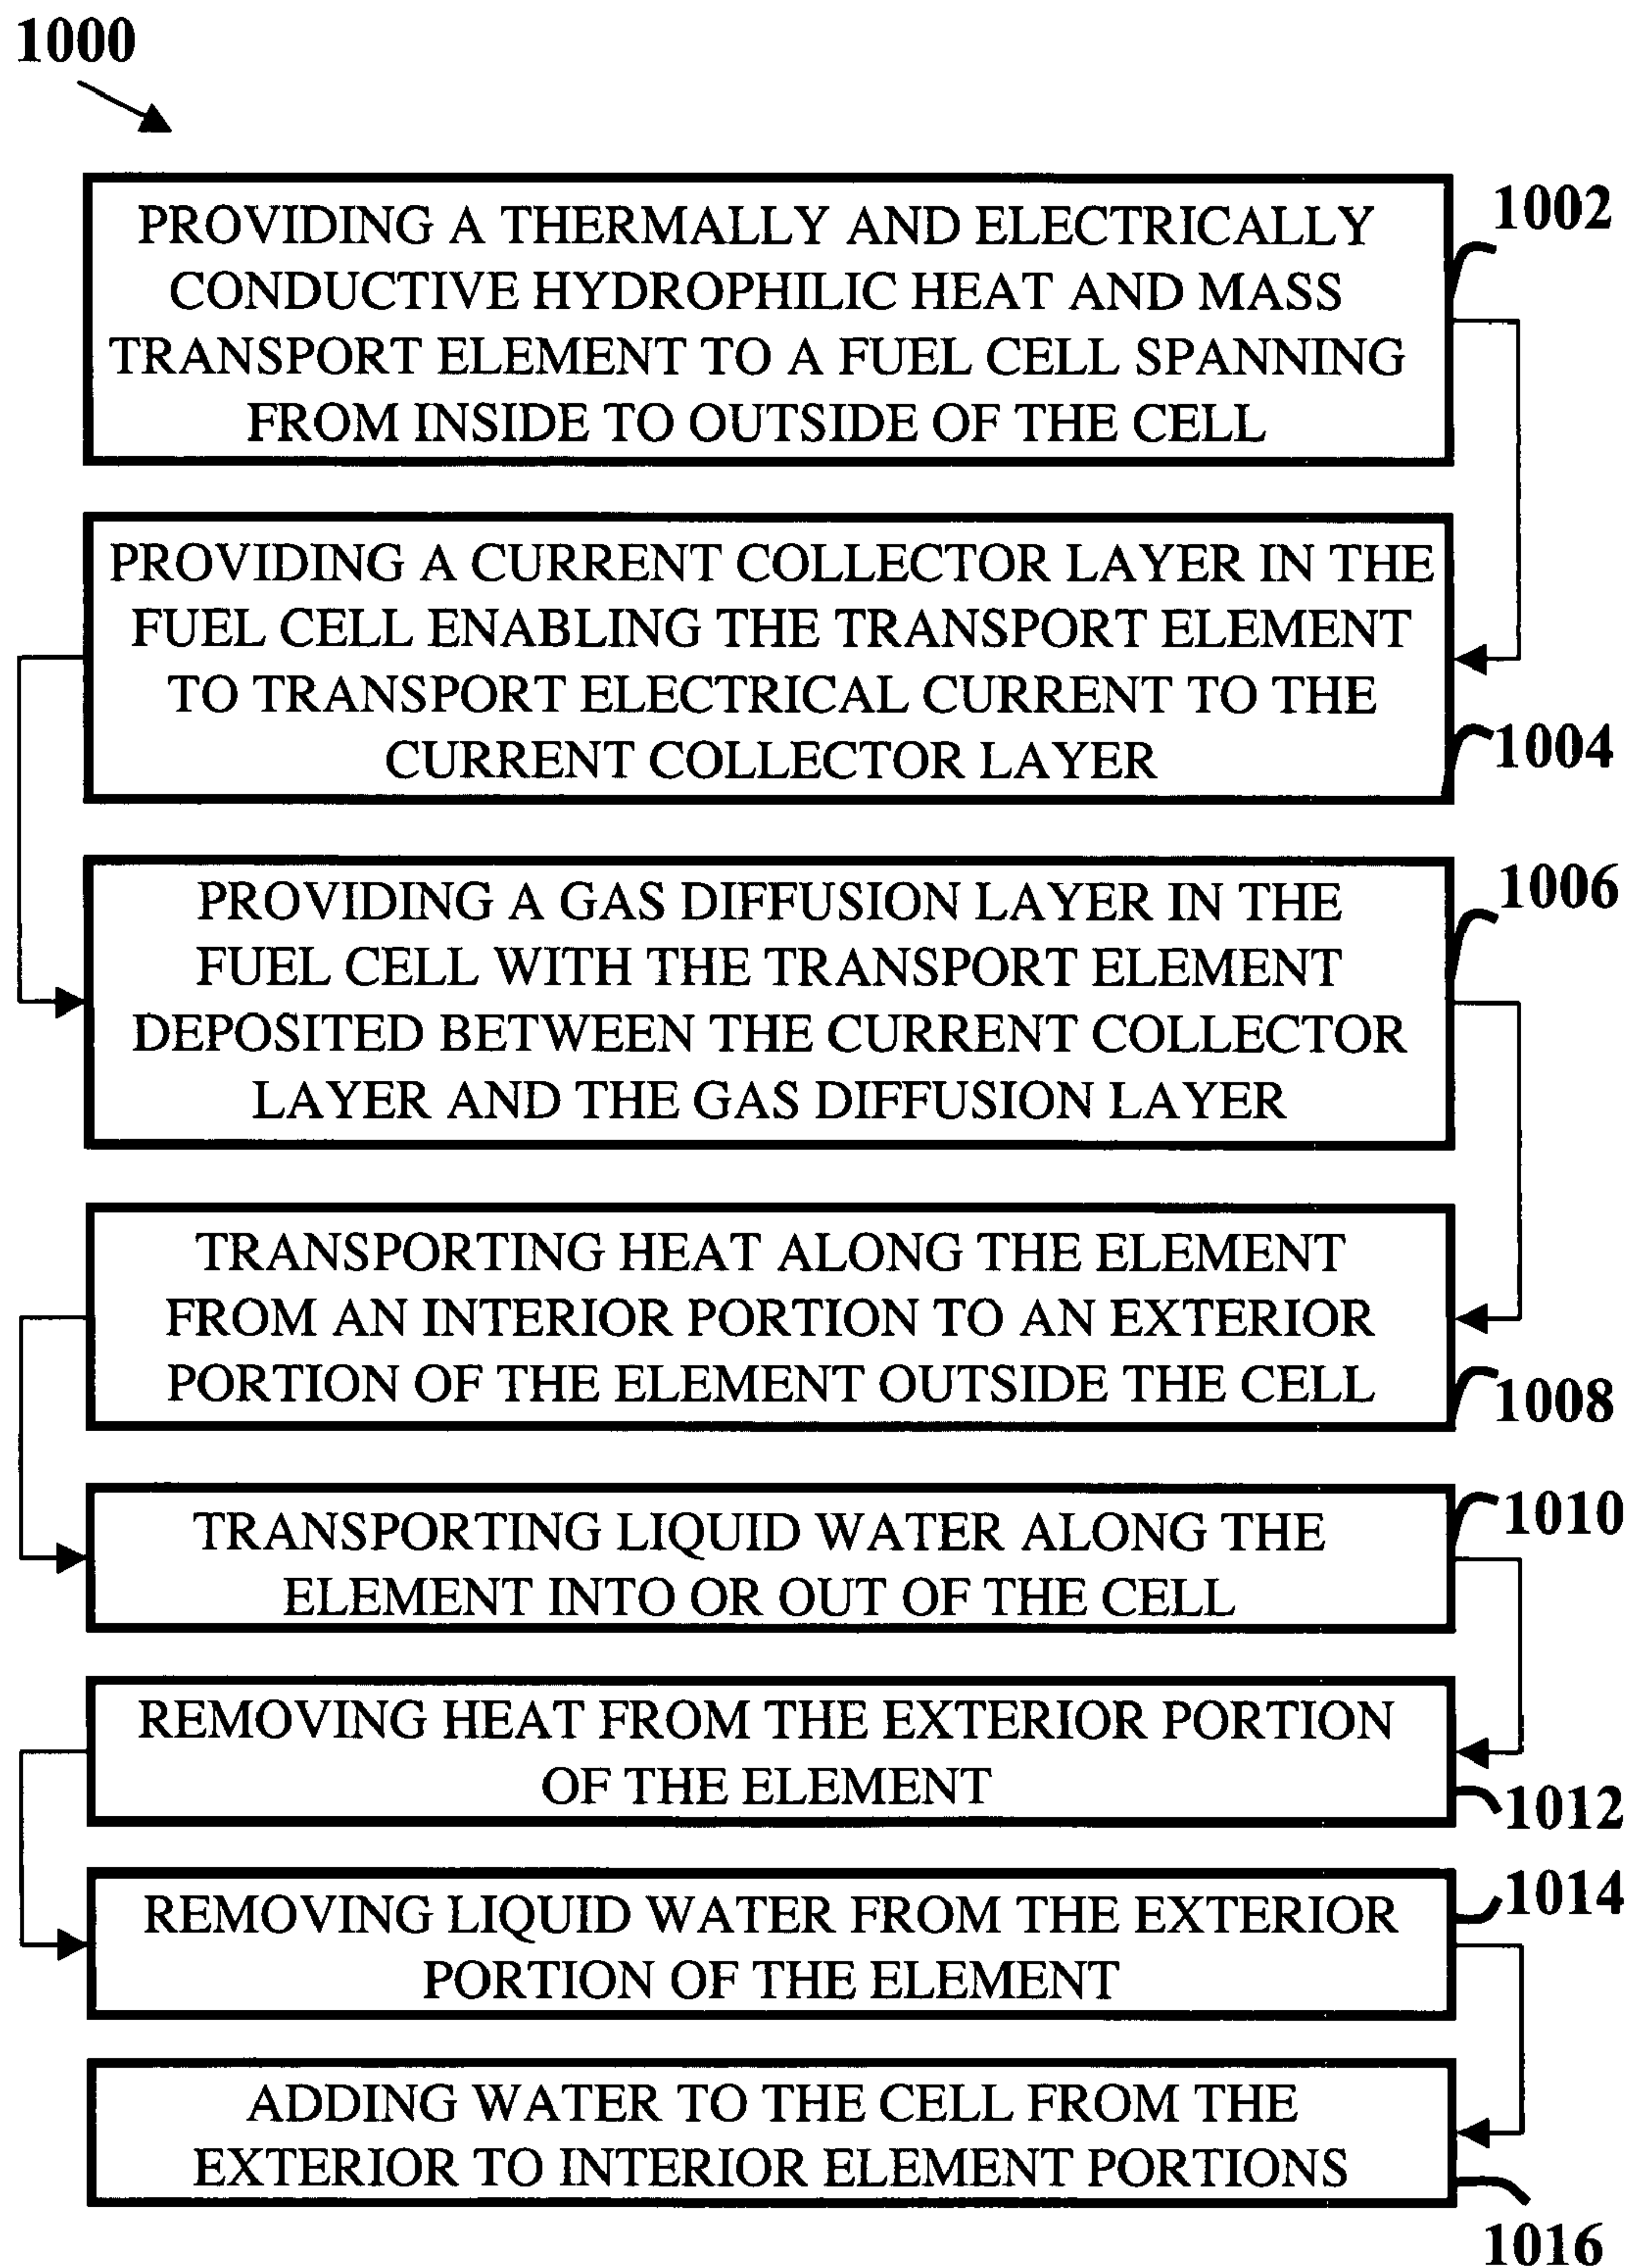 1000
PROVIDING A THERMALLY AND ELECTRICALLY
CONDUCTIVE HYDROPHILIC HEAT AND MASS
TRANSPORT ELEMENT TO A FUEL CELL SPANNING
FROM INSIDE TO OUTSIDE OF THE CELL
1002
PROVIDING A CURRENT COLLECTOR LAYER IN THE
FUEL CELL ENABLING THE TRANSPORT ELEMENT
TO TRANSPORT ELECTRICAL CURRENT TO THE
CURRENT COLLECTOR LAYER
1004
PROVIDING A GAS DIFFUSION LAYER IN THE
FUEL CELL WITH THE TRANSPORT ELEMENT
DEPOSITED BETWEEN THE CURRENT COLLECTOR
LAYER AND THE GAS DIFFUSION LAYER
1006
TRANSPORTING HEAT ALONG THE ELEMENT
FROM AN INTERIOR PORTION TO AN EXTERIOR
PORTION OF THE ELEMENT OUTSIDE THE CELL
1008
TRANSPORTING LIQUID WATER ALONG THE
ELEMENT INTO OR OUT OF THE CELL
1010
REMOVING HEAT FROM THE EXTERIOR PORTION
OF THE ELEMENT
1012
REMOVING LIQUID WATER FROM THE EXTERIOR
PORTION OF THE ELEMENT
1014
ADDING WATER TO THE CELL FROM THE
EXTERIOR TO INTERIOR ELEMENT PORTIONS
1016